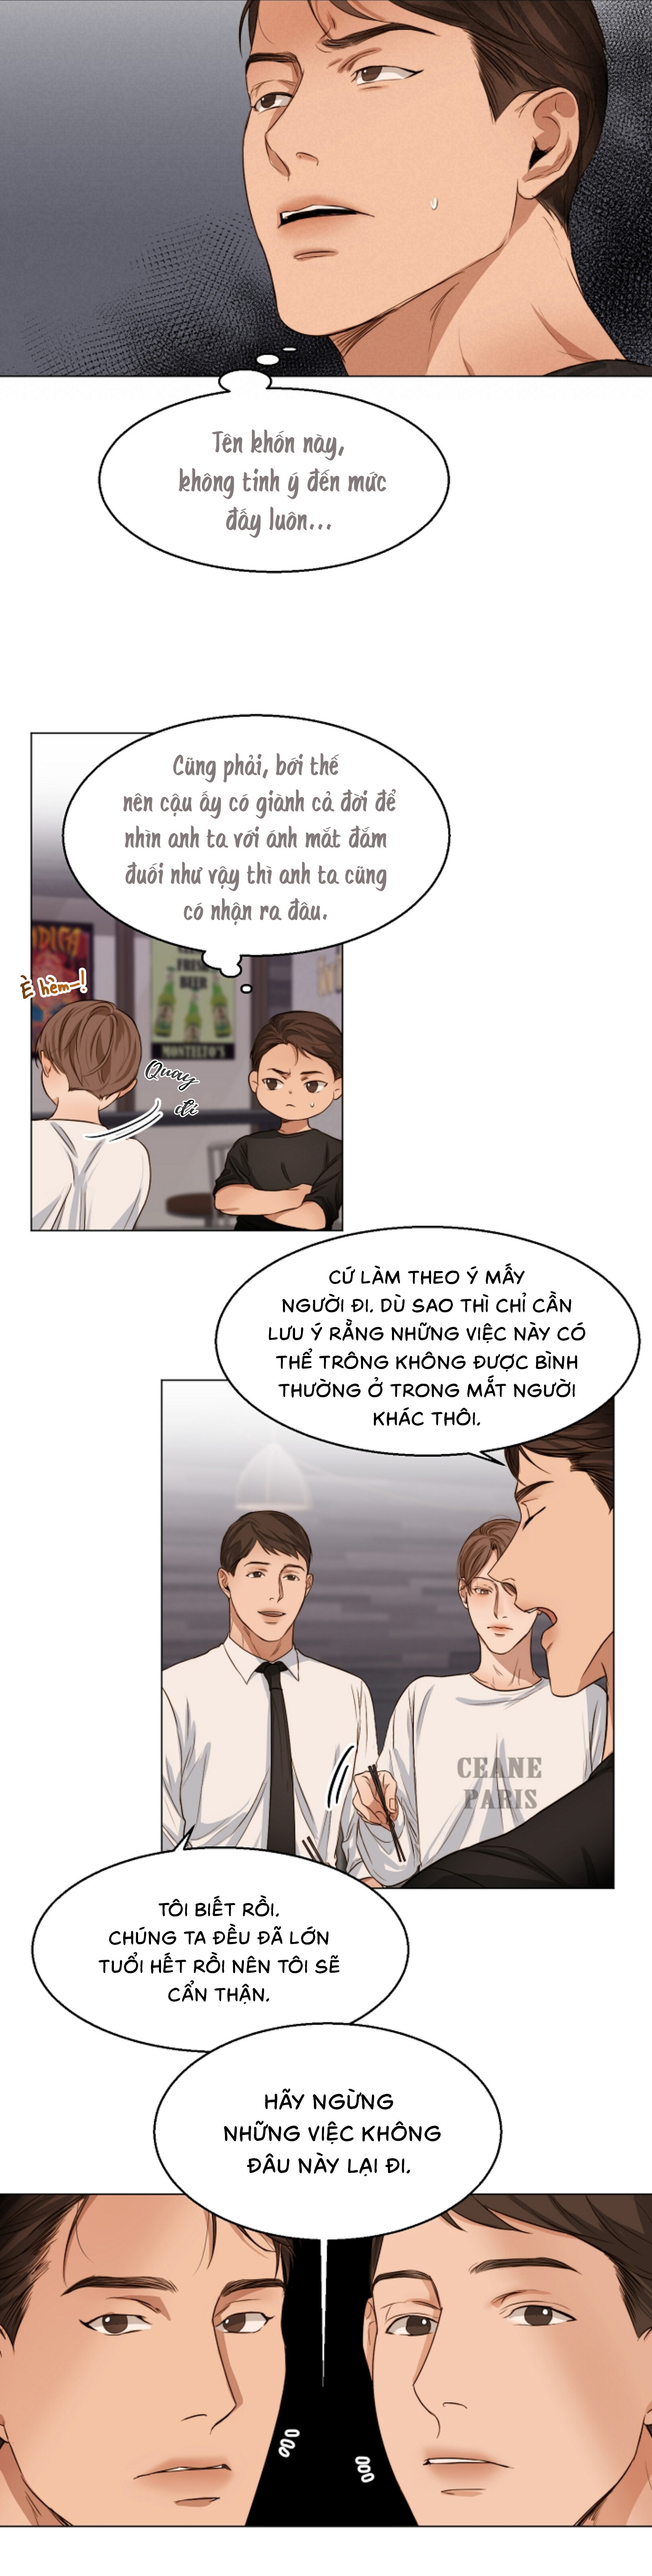 Tên khốn này,
không tinh ý đến mức
đấy luôn...
Cũng phải, bởi thế
nên cậu ấy có giành cả đời để
nhìn anh ta với ánh mắt đắm
đuối như vậy thì anh ta cũng
có nhận ra đâu.
FRESH
BEER
MONTELTO'S
È hèm-!
Quay
đi
CỨ LÀM THEO Ý MẤY
NGƯỜI ĐI. DÙ SAO THÌ CHỈ CẦN
LƯU Ý RẰNG NHỮNG VIỆC NÀY CÓ
THỂ TRÔNG KHÔNG ĐƯỢC BÌNH
THƯỜNG Ở TRONG MẮT NGƯỜI
KHÁC THÔI.
CEANE
PARIS
TÔI BIẾT RỒI.
CHÚNG TA ĐỀU ĐÃ LỚN
TUỔI HẾT RỒI NÊN TÔI SẼ
CẨN THẬN.
HÃY NGỪNG
NHỮNG VIỆC KHÔNG
ĐÂU NÀY LẠI ĐI.